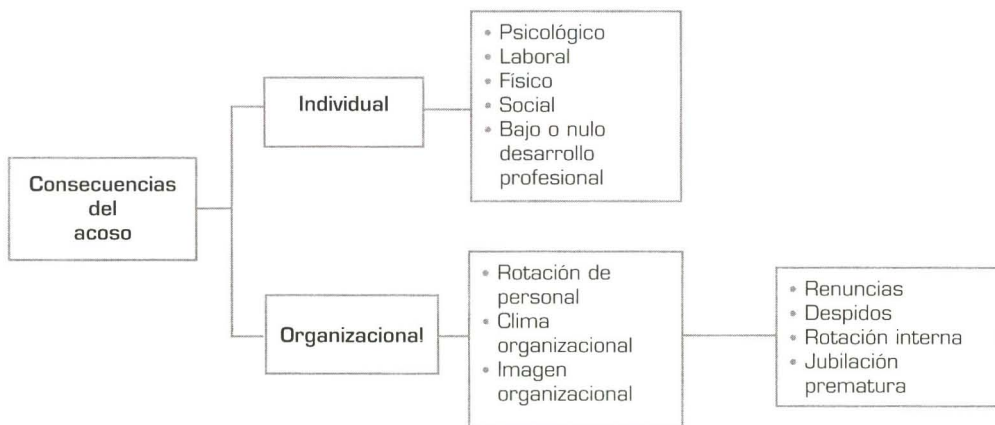 Consecuencias
del
acoso
Individual
• Psicológico
• Laboral
• Físico
• Social
• Bajo o nulo
desarrollo
profesional
Organizacional
• Rotación de
personal
• Clima
organizacional
• Imagen
organizacional
• Renuncias
• Despidos
• Rotación interna
• Jubilación
prematura